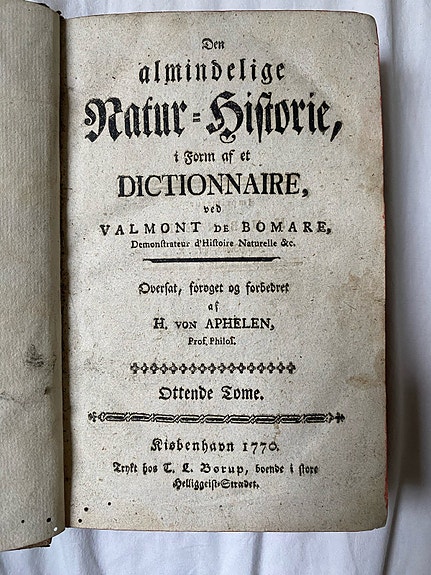 Den
almindelige
Natur-Historie,
i Form af et
DICTIONNAIRE,
ved
VALMONT DE BOMARE,
Demonſtrateur d'Hiſtoire Naturelle &c.
Overſat, forøget og forbedret
af
H. VON APHELEN,
Prof. Philoſ.
Ottende Tome.
Kiøbenhavn 1770.
Trykt hos T. L. Borup, boende i ſtore
Helliggeiſt-Strædet.